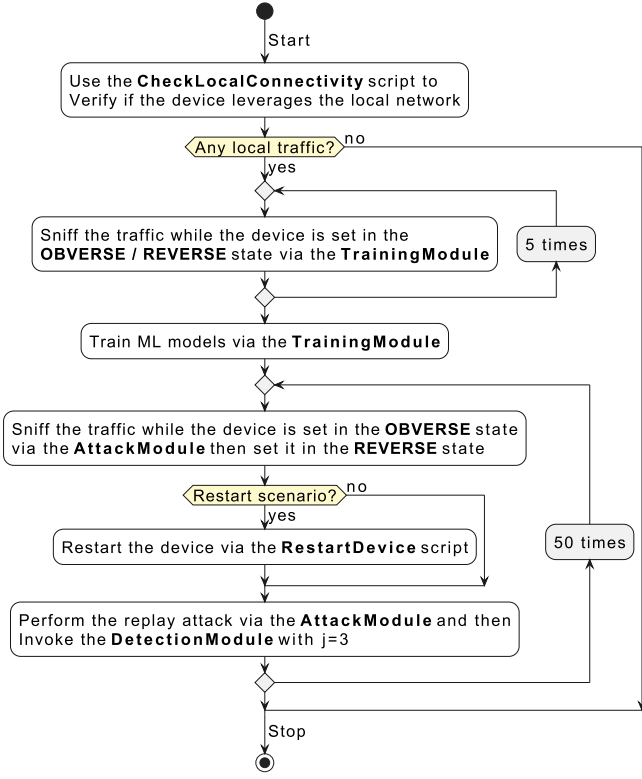 Start
Use the CheckLocalConnectivity script to
Verify if the device leverages the local network
Any local traffic?
no
yes
Sniff the traffic while the device is set in the
OBVERSE / REVERSE state via the TrainingModule
5 times
Train ML models via the TrainingModule
Sniff the traffic while the device is set in the OBVERSE state
via the AttackModule then set it in the REVERSE state
Restart scenario?
no
yes
Restart the device via the RestartDevice script
50 times
Perform the replay attack via the AttackModule and then
Invoke the DetectionModule with j=3
Stop